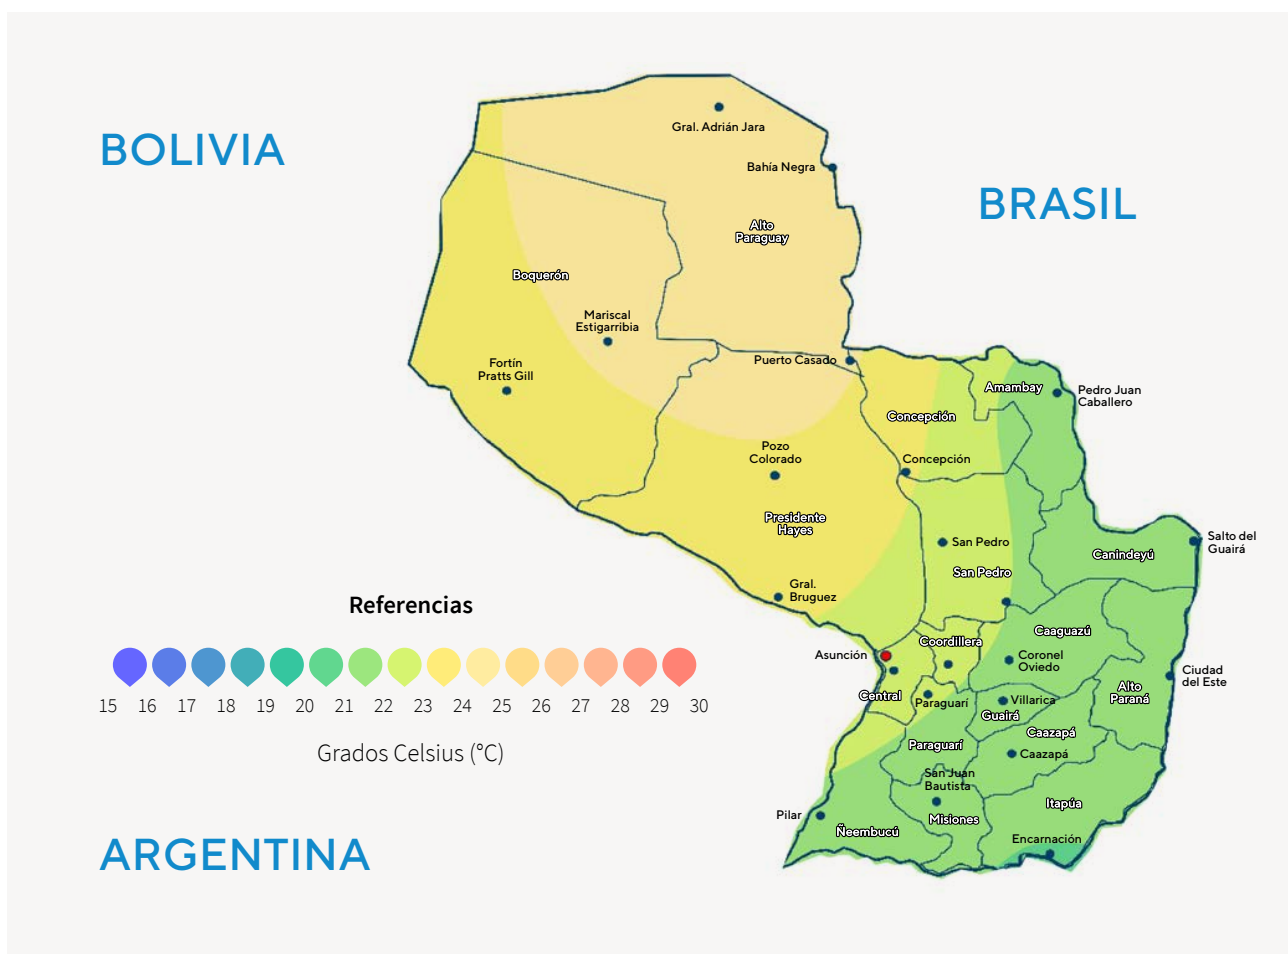 BOLIVIA
BRASIL
Gral. Adrián Jara
Bahía Negra
Alto
Paraguay
Boquerón
Mariscal
Estigarribia
Puerto Casado
Fortín
Pratts Gill
Amambay
Pedro Juan
Caballero
Concepción
Pozo
Colorado
Concepción
Presidente
Hayes
San Pedro
Salto del
Guairá
Canindeyú
San Pedro
Gral.
Bruguez
Caaguazú
Coordillera
Asunción
Coronel
Oviedo
Ciudad
del Este
Central
Paraguarí
Villarica
Guairá
Alto
Paraná
Caazapá
Paraguarí
Caazapá
San Juan
Bautista
Itapúa
Pilar
Misiones
Ñeembucú
Encarnación
Referencias
15 16 17 18 19 20 21 22 23 24 25 26 27 28 29 30
Grados Celsius (°C)
ARGENTINA